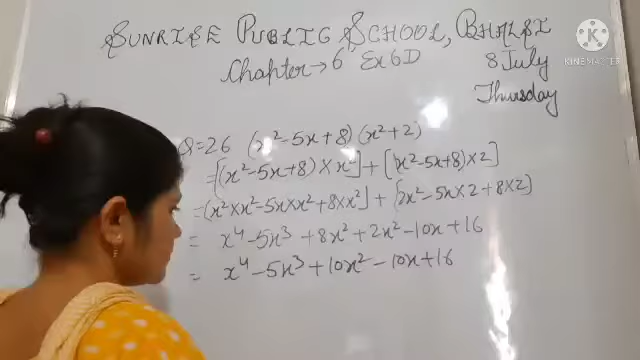 SUNRISE PUBLIC SCHOOL, BHALSI
Chapter → 6 Ex 6D 8 July
Thursday
KINEMASTER
Q=26 (x²-5x+8) (x²+2)
=[(x²-5x+8)×x²]+[(x²-5x+8)×2]
=(x²×x²-5x×x²+8×x²]+{2x²-5x×2+8×2]
= x⁴-5x³+8x²+2x²-10x+16
= x⁴-5x³+10x²-10x+16